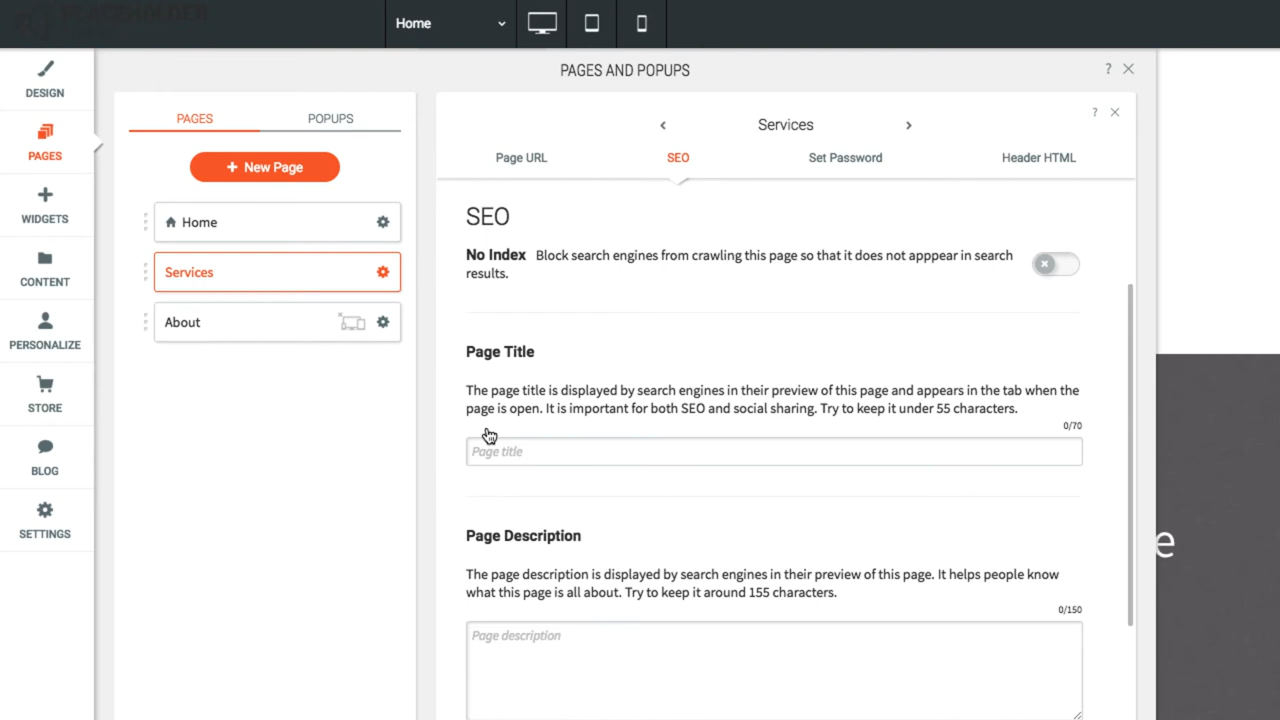 Home
DESIGN
PAGES
WIDGETS
CONTENT
PERSONALIZE
STORE
BLOG
SETTINGS
PAGES AND POPUPS
?
PAGES POPUPS
+ New Page
Home
Services
About
?
Services
Page URL SEO Set Password Header HTML
SEO
No Index Block search engines from crawling this page so that it does not apppear in search
results.
Page Title
The page title is displayed by search engines in their preview of this page and appears in the tab when the
page is open. It is important for both SEO and social sharing. Try to keep it under 55 characters.
0/70
Page title
Page Description
The page description is displayed by search engines in their preview of this page. It helps people know
what this page is all about. Try to keep it around 155 characters.
0/150
Page description
e